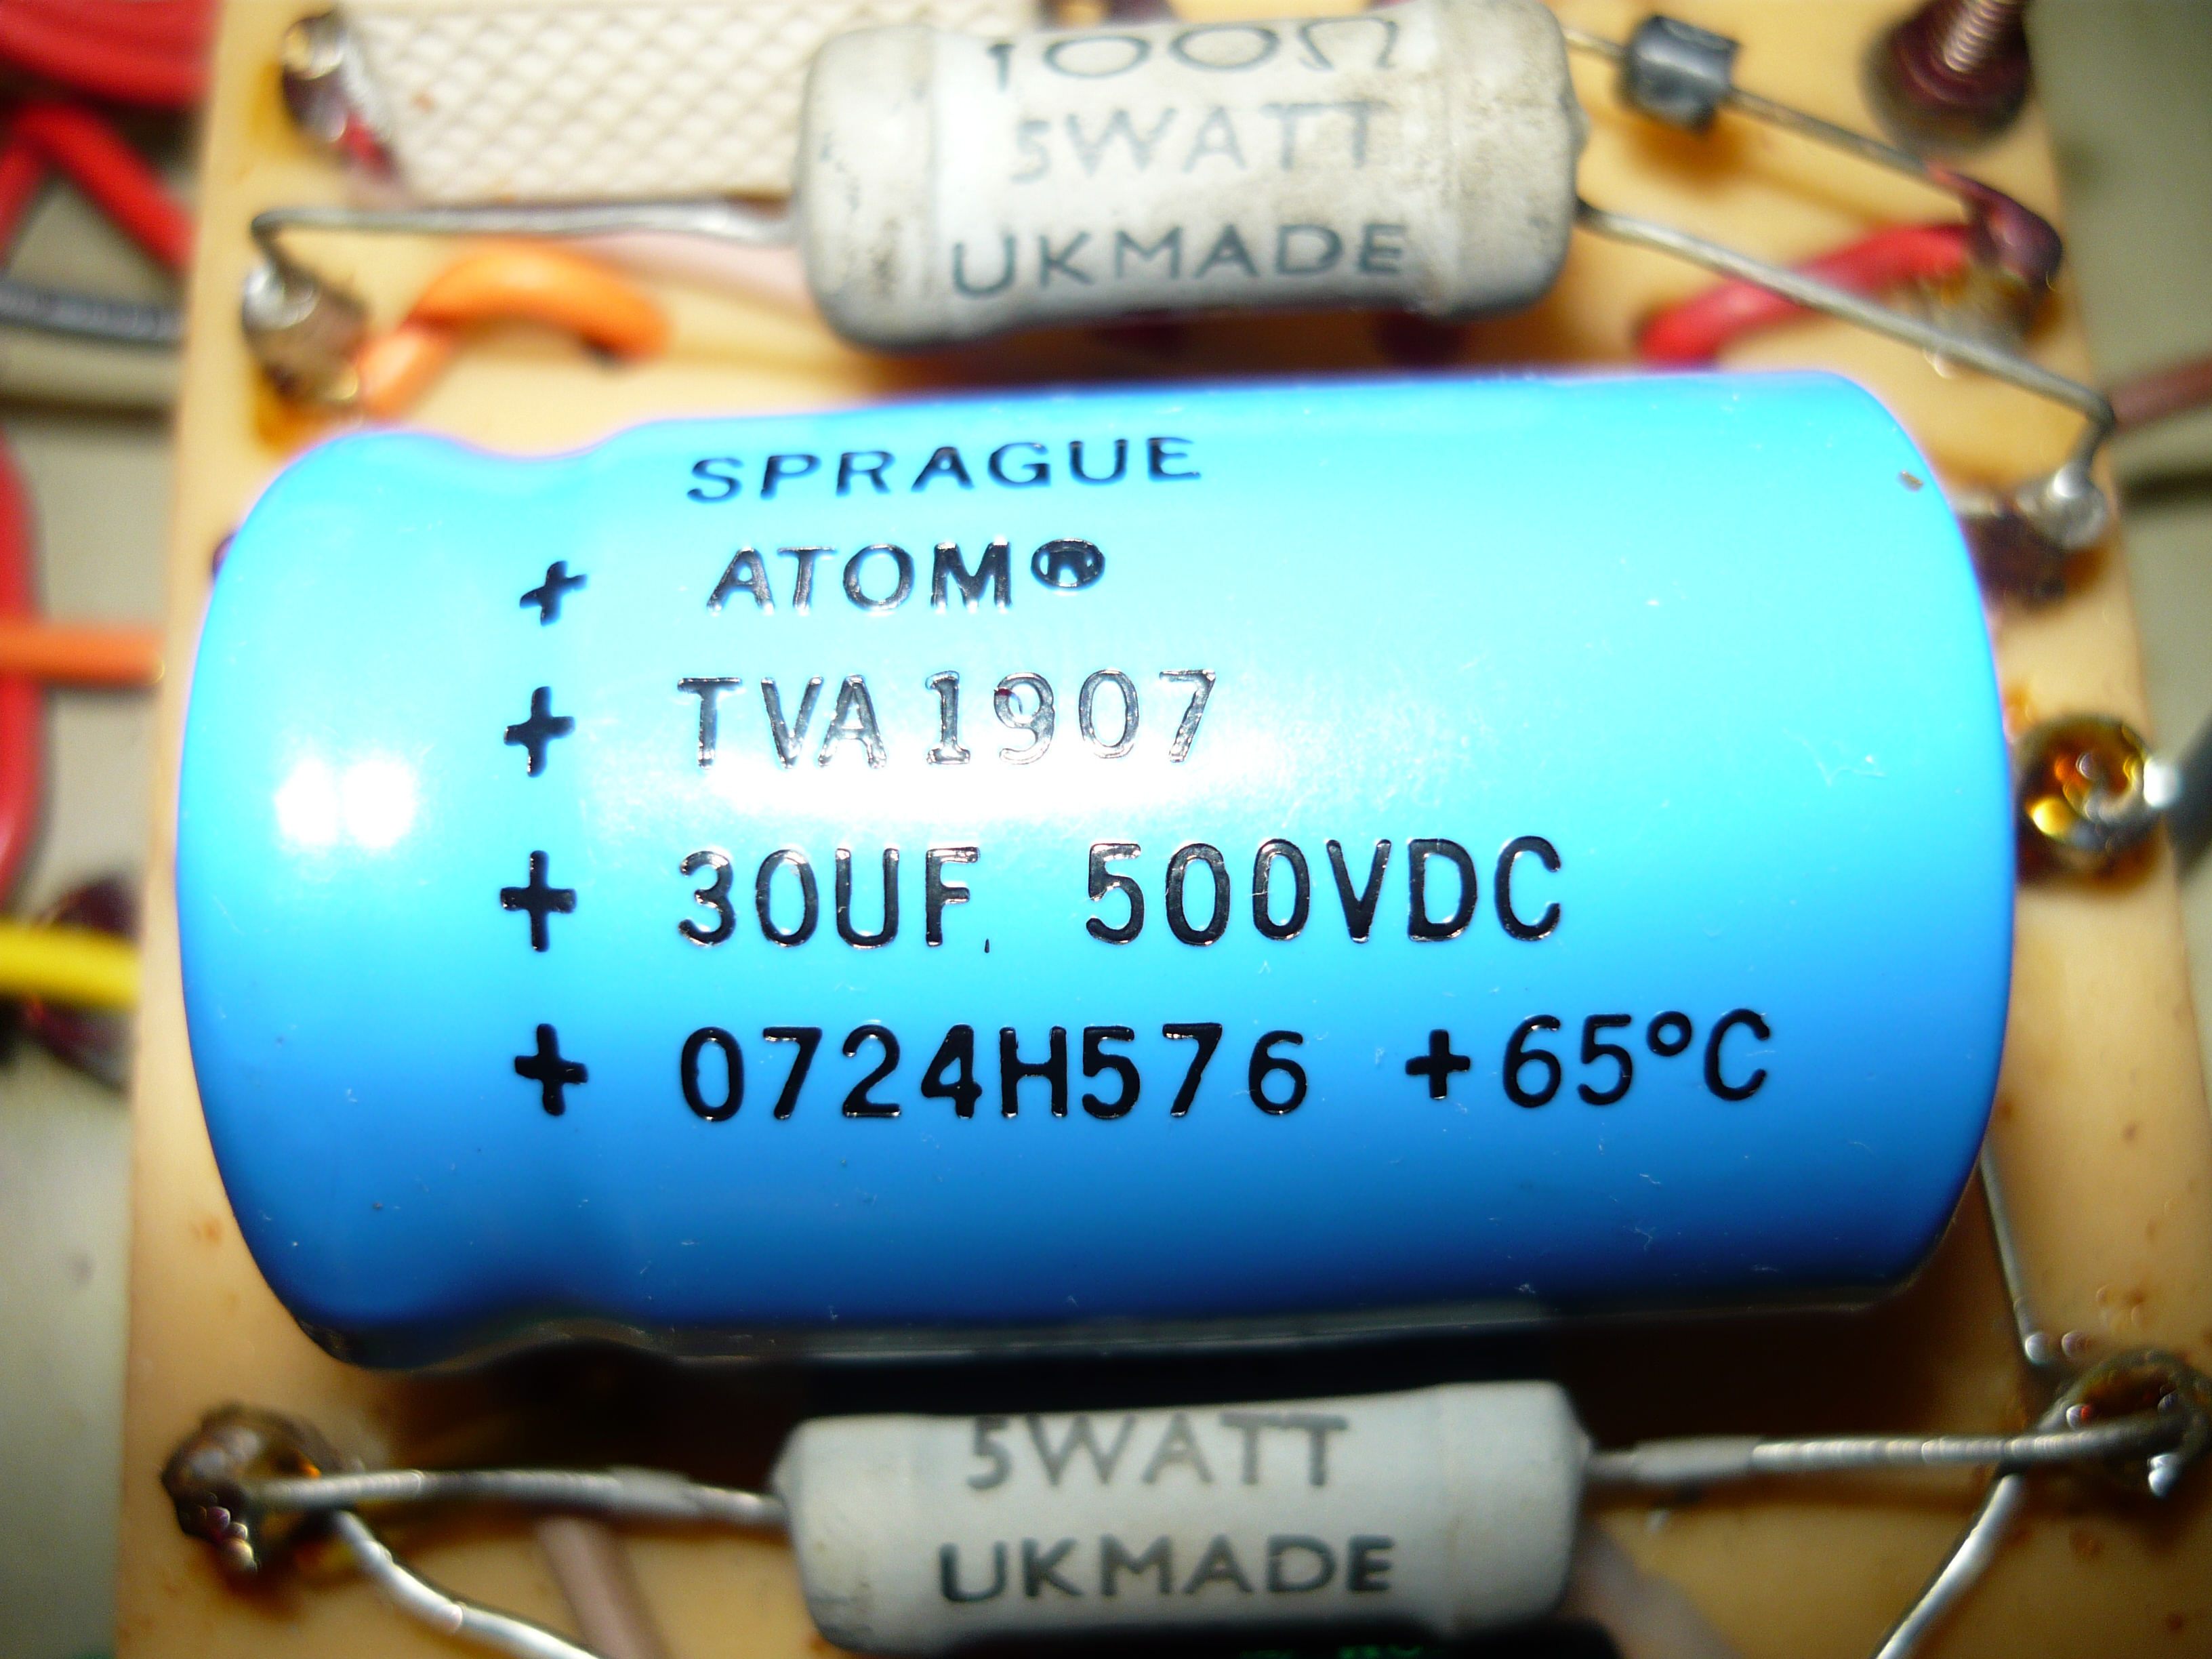 100Ω
5WATT
UKMADE
SPRAGUE
+ ATOM®
+ TVA 1907
+ 30UF. 500VDC
+ 0724H576 +65°C
5WATT
UKMADE